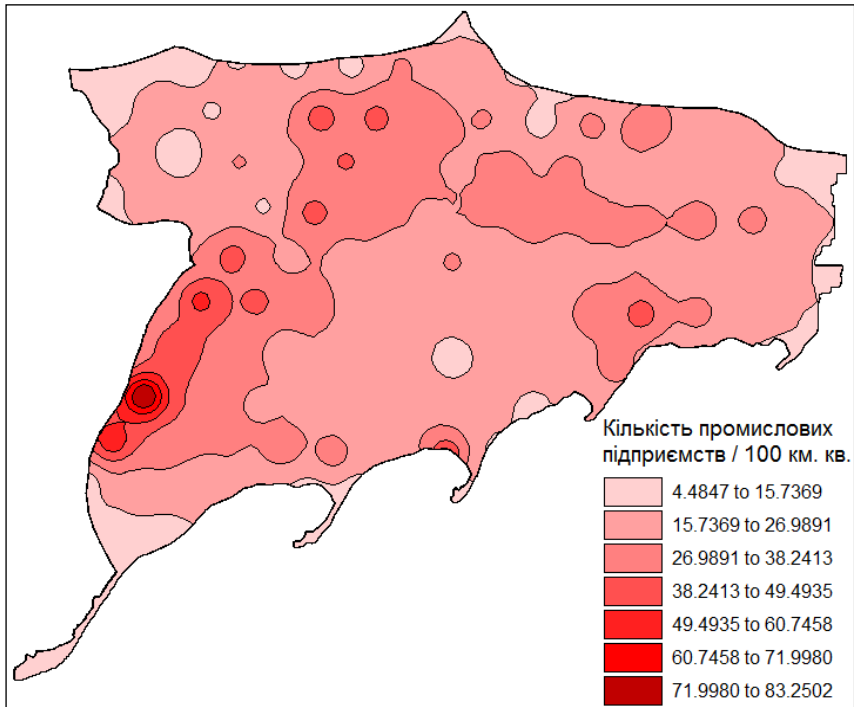 Кількість промислових
підприємств / 100 км. кв.
4.4847 to 15.7369
15.7369 to 26.9891
26.9891 to 38.2413
38.2413 to 49.4935
49.4935 to 60.7458
60.7458 to 71.9980
71.9980 to 83.2502